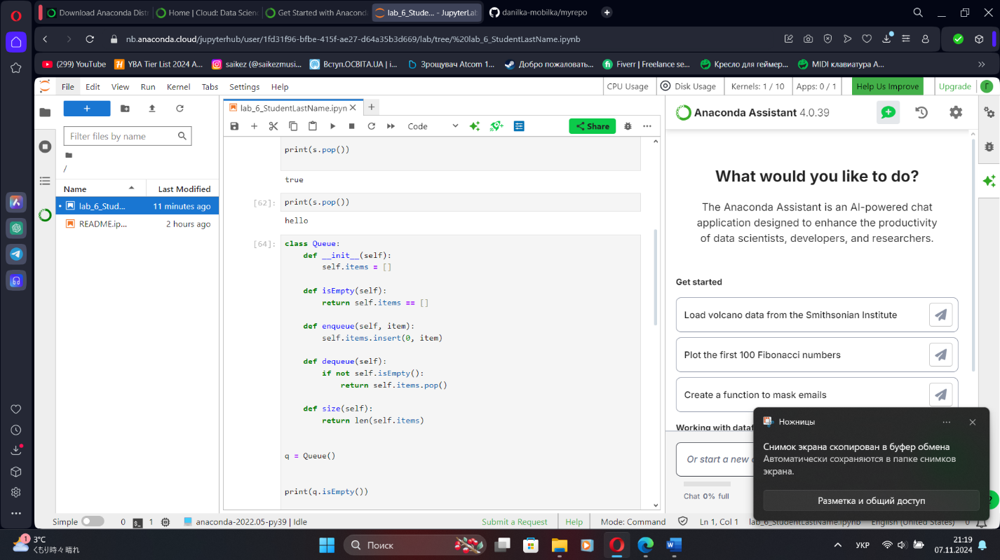 Download Anaconda Dist
Home | Cloud: Data Scienc
Get Started with Anaconda
lab_6_Stude... - JupyterLab
danilka-mobilka/myrepo
nb.anaconda.cloud/jupyterhub/user/1fd31f96-bfbe-415f-ae27-d64a35b3d669/lab/tree/%20lab_6_StudentLastName.ipynb
(299) YouTube
YBA Tier List 2024 A...
saikez (@saikezmusi...
Вступ.ОСВІТА.UA | і...
Зрощувач Atcom 1...
Добро пожаловать...
Fiverr | Freelance se...
Кресло для геймер...
MIDI клавиатура A...
File Edit View Run Kernel Tabs Settings Help
CPU Usage
Disk Usage
Kernels: 1 / 10
Apps: 0 / 1
Help Us Improve
Upgrade
Г
Filter files by name
/
Name Last Modified
lab_6_Stud... 11 minutes ago
README.ip... 2 hours ago
lab_6_StudentLastName.ipyn
Code
Share
print(s.pop())
true
[62]: print(s.pop())
hello
[64]: class Queue:
def __init__(self):
self.items = []
def isEmpty(self):
return self.items == []
def enqueue(self, item):
self.items.insert(0, item)
def dequeue(self):
if not self.isEmpty():
return self.items.pop()
def size(self):
return len(self.items)
q = Queue()
print(q.isEmpty())
Anaconda Assistant 4.0.39
What would you like to do?
The Anaconda Assistant is an AI-powered chat
application designed to enhance the productivity
of data scientists, developers, and researchers.
Get started
Load volcano data from the Smithsonian Institute
Plot the first 100 Fibonacci numbers
Create a function to mask emails
Working with dataf
Or start a new c
Chat 0% full
Ножницы
Снимок экрана скопирован в буфер обмена
Автоматически сохраняются в папке снимков
экрана.
Разметка и общий доступ
Simple 0 1 anaconda-2022.05-py39 | Idle
Submit a Request
Help
Mode: Command
Ln 1, Col 1
lab_6_StudentLastName.ipynb
English (United States)
0
1
3°C
くもり時々晴れ
Поиск
УКР
21:19
07.11.2024